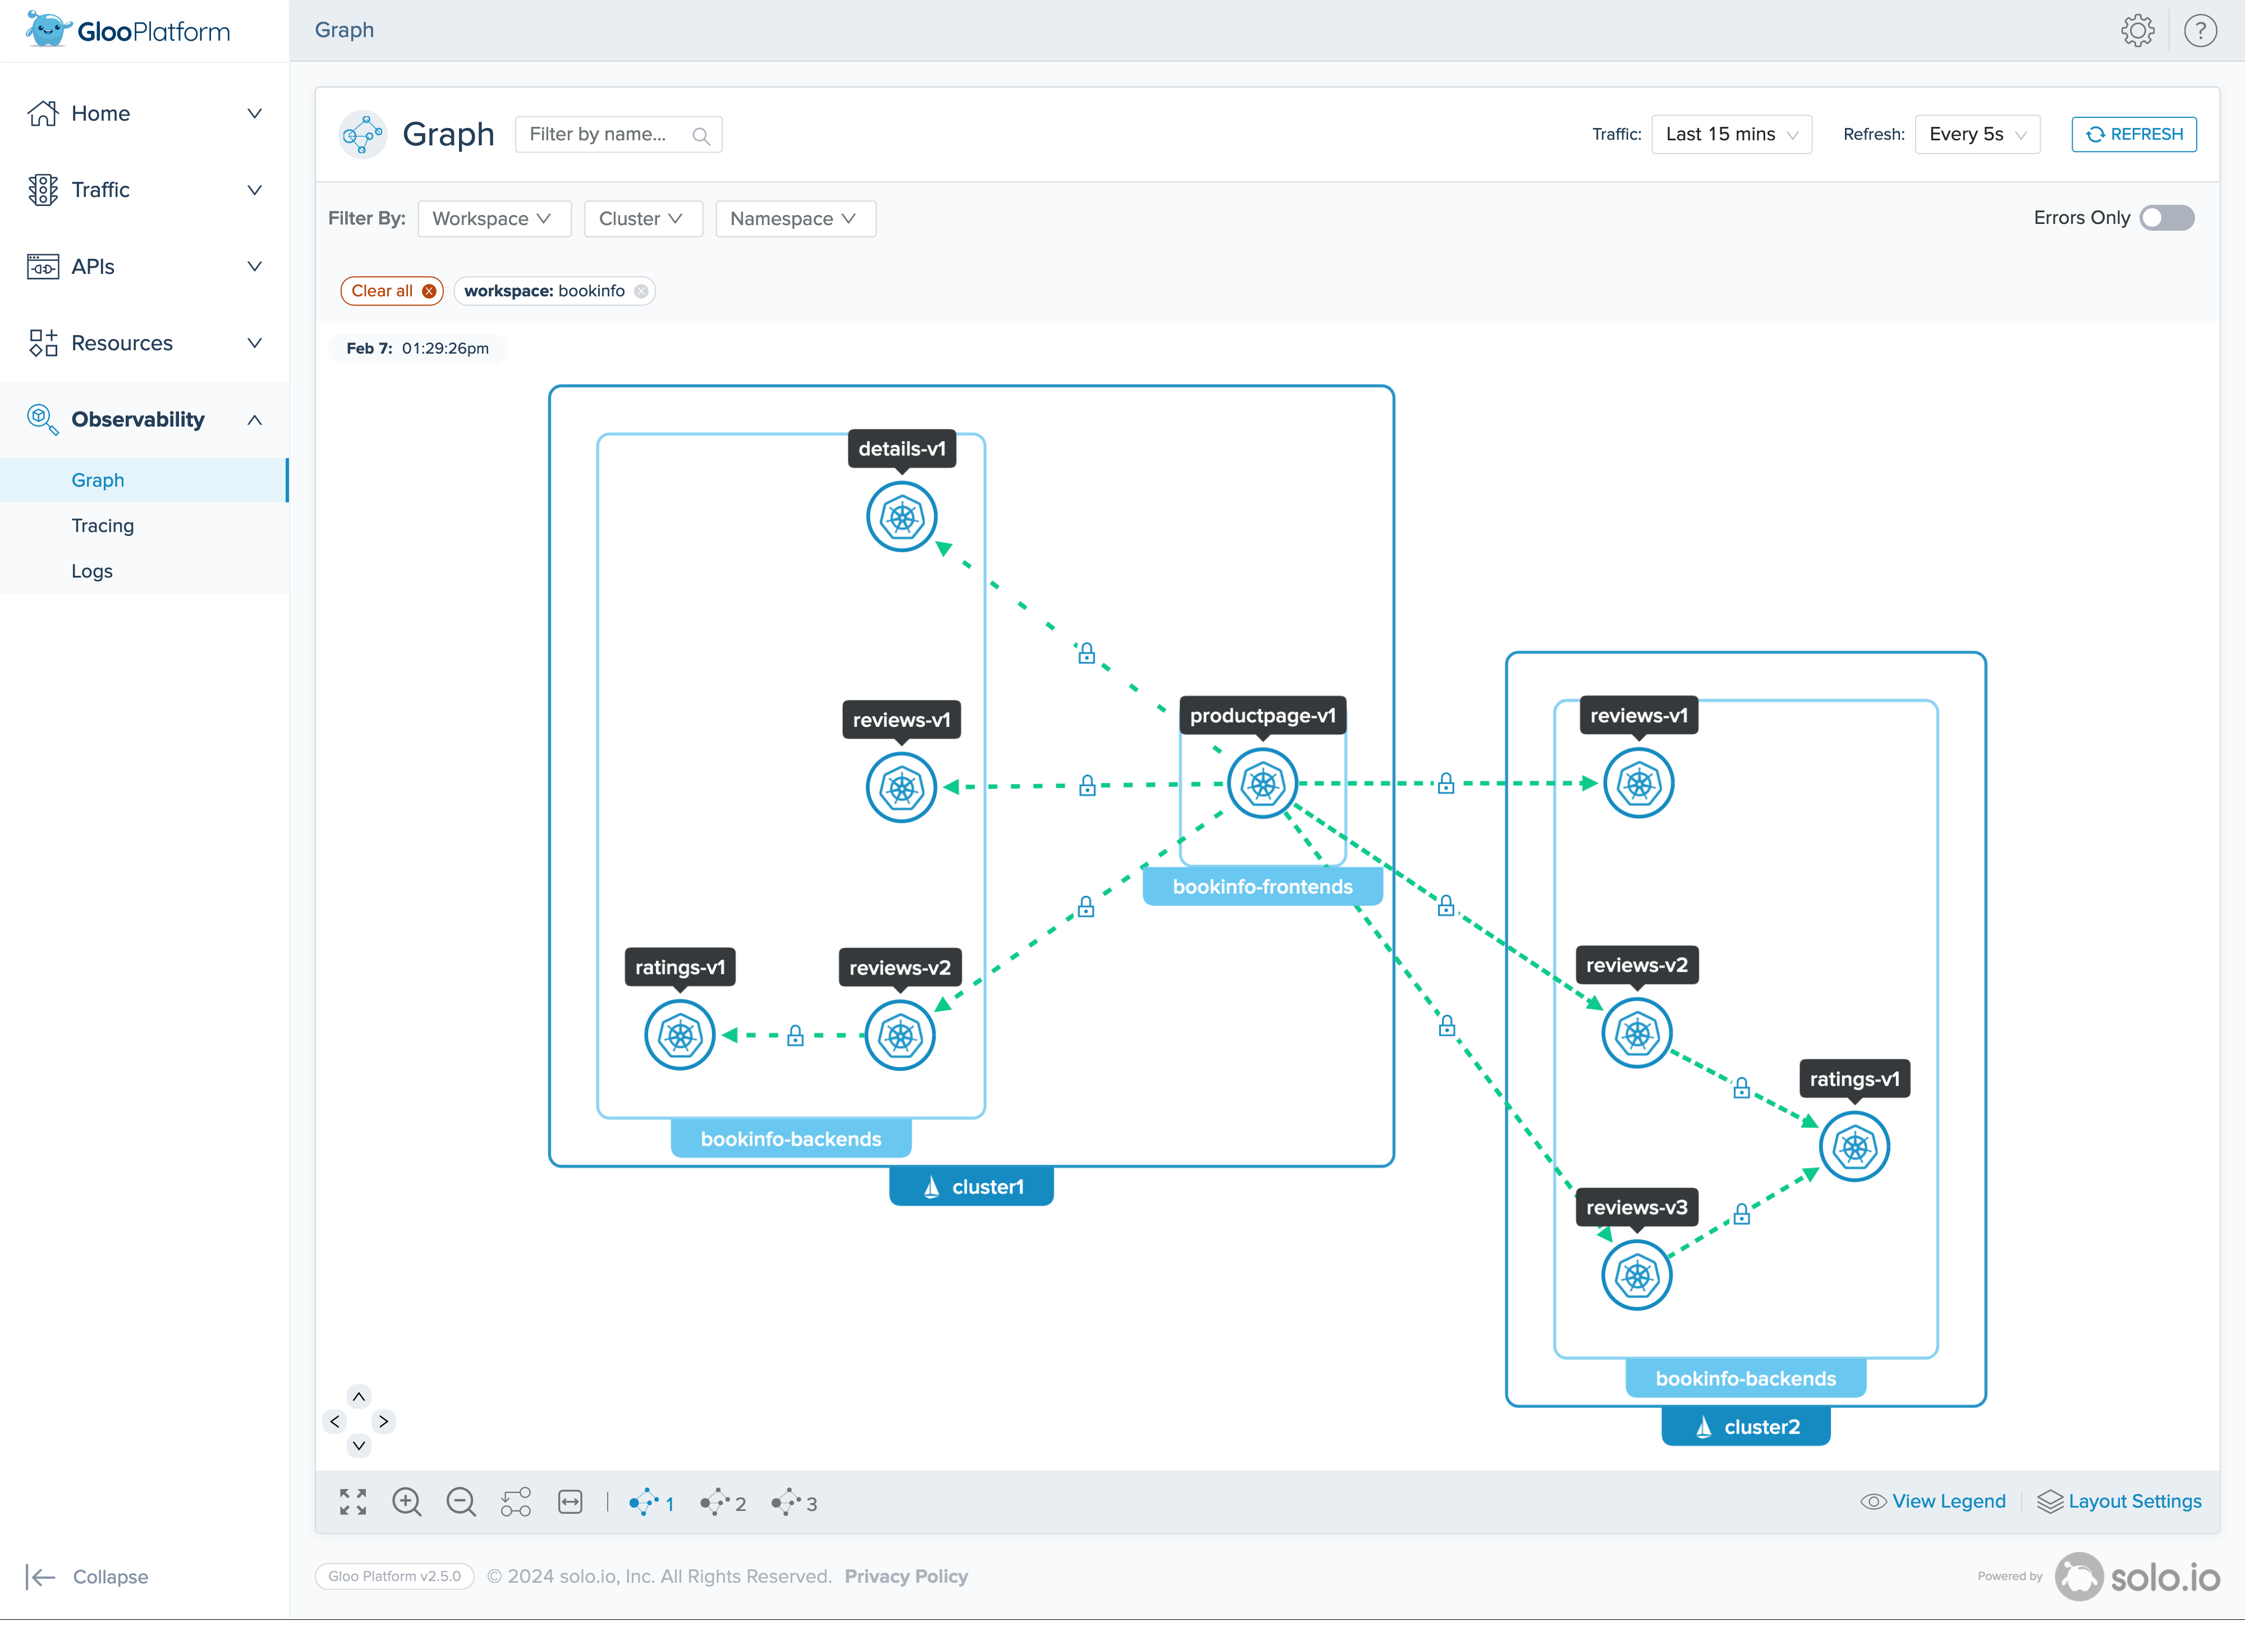 GlooPlatform
Graph
Home
Traffic
APIs
Resources
Observability
Graph
Tracing
Logs
Collapse
Graph
Filter by name...
Traffic:
Last 15 mins
Refresh:
Every 5s
REFRESH
Filter By:
Workspace
Cluster
Namespace
Errors Only
Clear all
workspace: bookinfo
Feb 7: 01:29:26pm
details-v1
reviews-v1
productpage-v1
reviews-v1
bookinfo-frontends
ratings-v1
reviews-v2
reviews-v2
ratings-v1
bookinfo-backends
cluster1
reviews-v3
bookinfo-backends
cluster2
1
2
3
View Legend
Layout Settings
Gloo Platform v2.5.0
© 2024 solo.io, Inc. All Rights Reserved. Privacy Policy
Powered by
solo.io